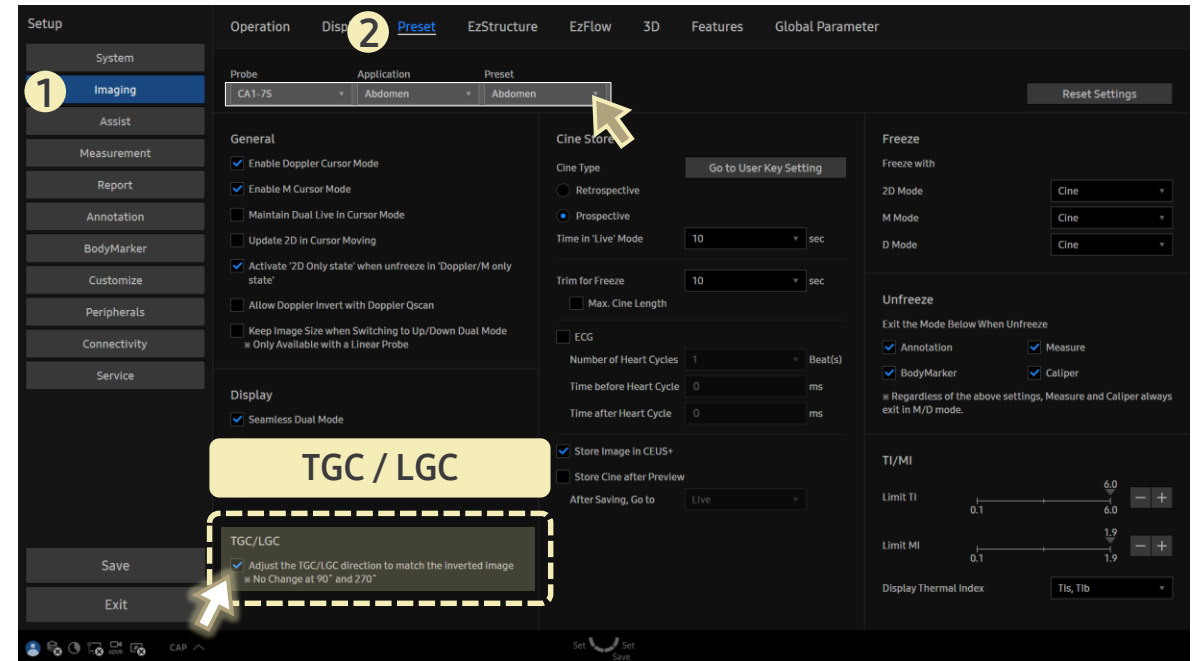 Setup
Operation Disp 2 Preset EzStructure EzFlow 3D Features Global Parameter
System
1 Imaging
Assist
Measurement
Report
Annotation
BodyMarker
Customize
Peripherals
Connectivity
Service
Save
Exit
Probe Application Preset
CA1-7S Abdomen Abdomen
Reset Settings
General
Enable Doppler Cursor Mode
Enable M Cursor Mode
Maintain Dual Live in Cursor Mode
Update 2D in Cursor Moving
Activate '2D Only state' when unfreeze in 'Doppler/M only
state'
Allow Doppler Invert with Doppler Qscan
Keep Image Size when Switching to Up/Down Dual Mode
※ Only Available with a Linear Probe
Display
Seamless Dual Mode
TGC / LGC
TGC/LGC
Adjust the TGC/LGC direction to match the inverted image
※ No Change at 90˚ and 270˚
Cine Store
Cine Type Go to User Key Setting
Retrospective
Prospective
Time in 'Live' Mode 10 sec
Trim for Freeze 10 sec
Max. Cine Length
ECG
Number of Heart Cycles 1 Beat(s)
Time before Heart Cycle 0 ms
Time after Heart Cycle 0 ms
Store Image in CEUS+
Store Cine after Preview
After Saving, Go to Live
Freeze
Freeze with
2D Mode Cine
M Mode Cine
D Mode Cine
Unfreeze
Exit the Mode Below When Unfreeze
Annotation Measure
BodyMarker Caliper
※ Regardless of the above settings, Measure and Caliper always
exit in M/D mode.
TI/MI
6.0
Limit TI
0.1 6.0
1.9
Limit MI
0.1 1.9
Display Thermal Index TIs, TIb
ADVR CAP
Set Set
Save